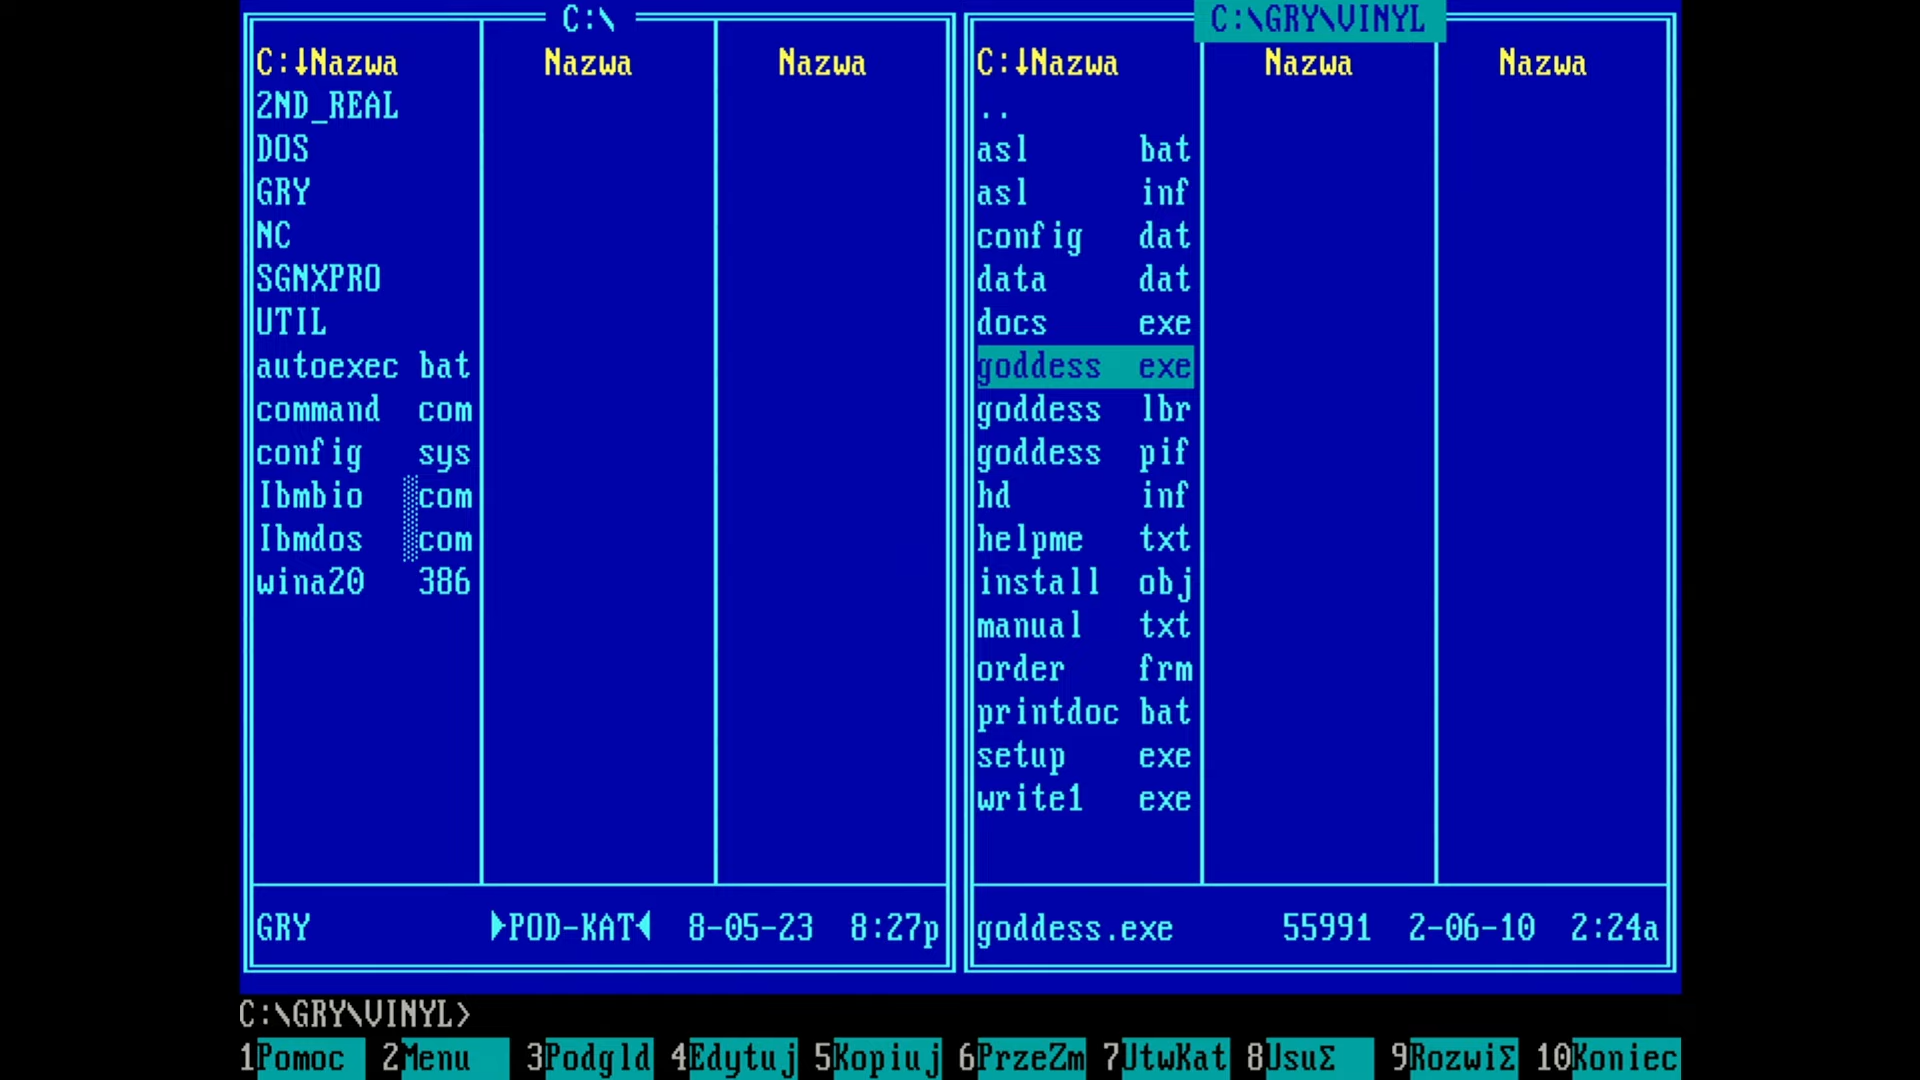 C:\
C:↓Nazwa Nazwa Nazwa
2ND_REAL
DOS
GRY
NC
SGNXPRO
UTIL
autoexec bat
command com
config sys
Ibmbio ░com
Ibmdos ░com
wina20 386
GRY ►POD-KAT◄ 8-05-23 8:27p
C:\GRY\VINYL
C:↓Nazwa Nazwa Nazwa
..
asl bat
asl inf
config dat
data dat
docs exe
goddess exe
goddess lbr
goddess pif
hd inf
helpme txt
install obj
manual txt
order frm
printdoc bat
setup exe
write1 exe
goddess.exe 55991 2-06-10 2:24a
C:\GRY\VINYL>
1Pomoc 2Menu 3Podgld 4Edytuj 5Kopiuj 6PrzeZm 7UtwKat 8UsuΣ 9RozwiΣ 10Koniec